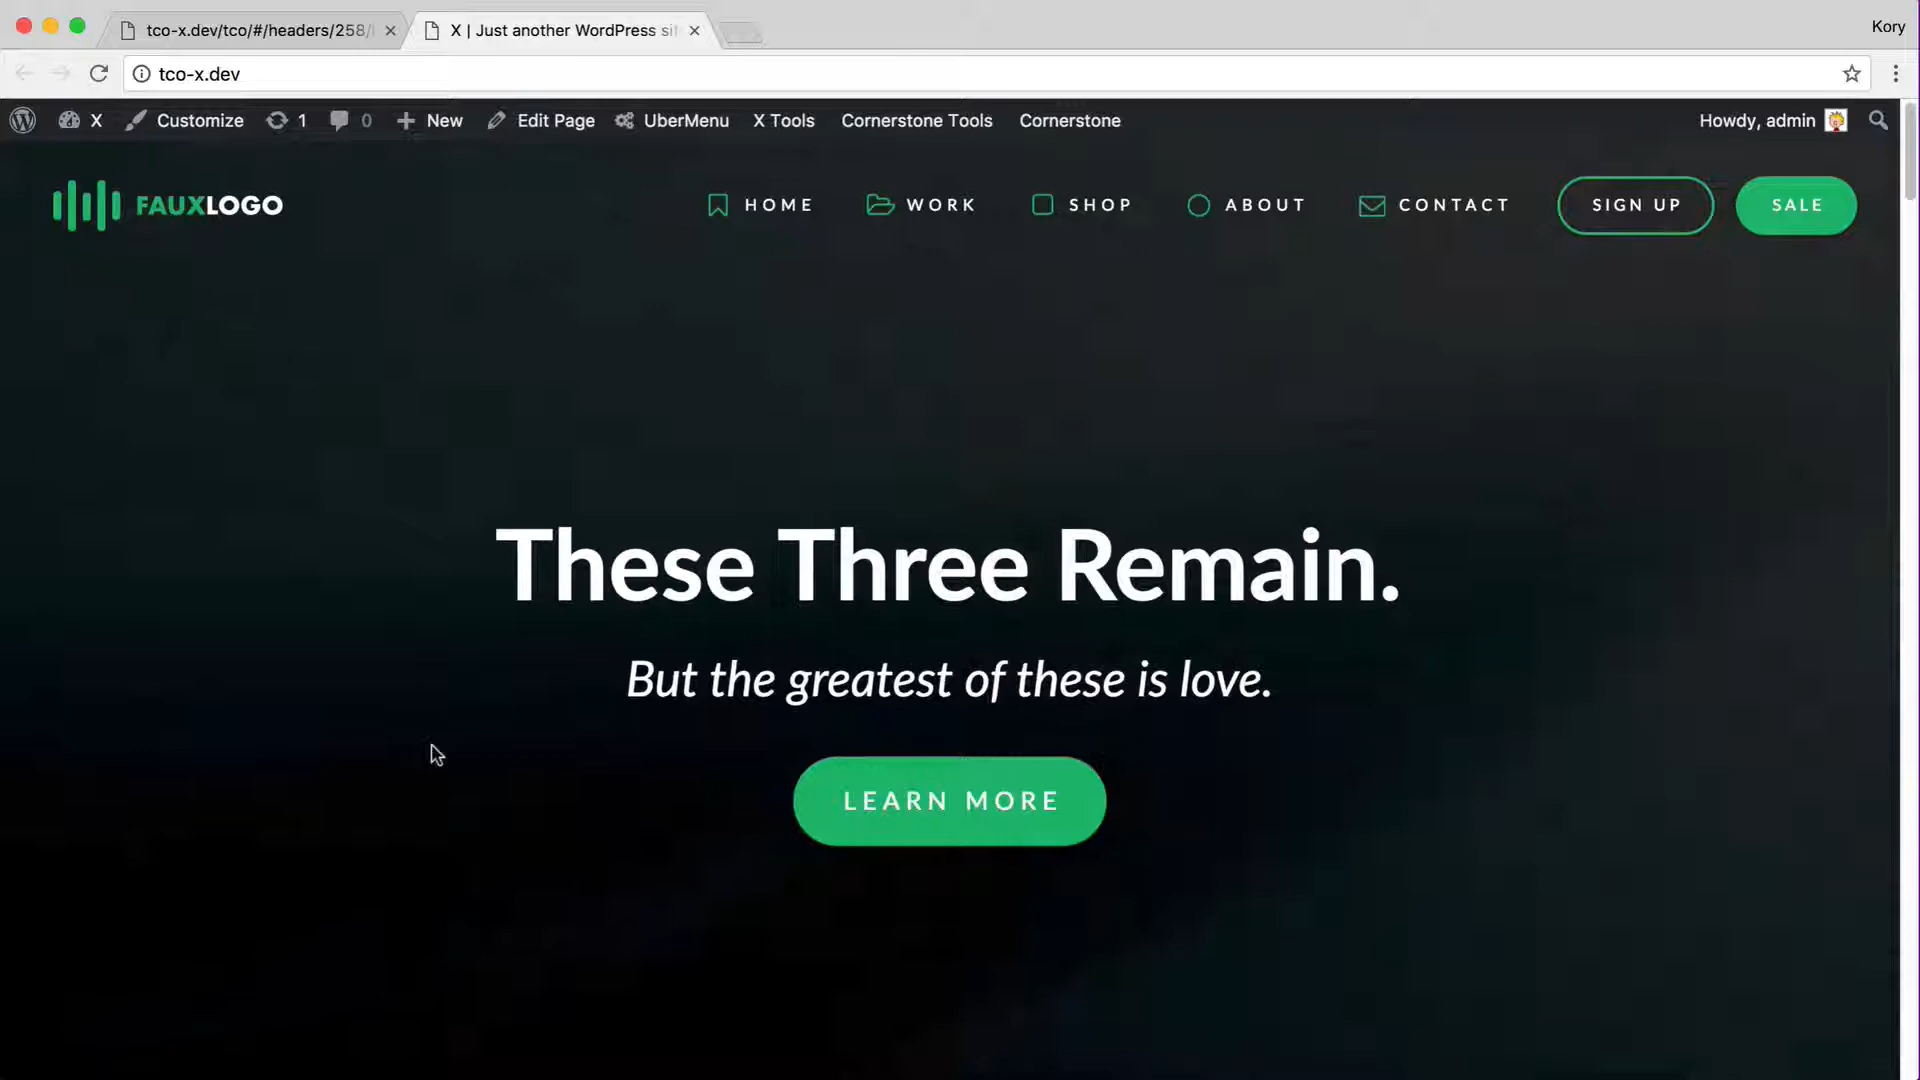 tco-x.dev/tco/#/headers/258/
X | Just another WordPress sit
Kory
tco-x.dev
X
Customize
1
0
New
Edit Page
UberMenu
X Tools
Cornerstone Tools
Cornerstone
Howdy, admin
FAUXLOGO
HOME
WORK
SHOP
ABOUT
CONTACT
SIGN UP
SALE
These Three Remain.
But the greatest of these is love.
LEARN MORE